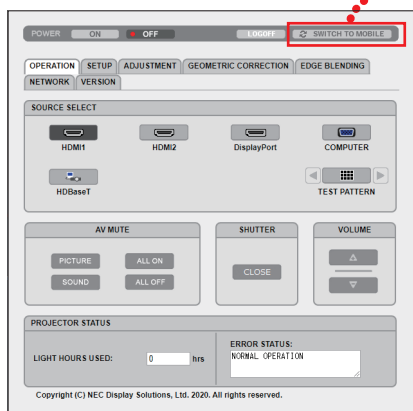 POWER ON OFF LOGOFF SWITCH TO MOBILE
OPERATION SETUP ADJUSTMENT GEOMETRIC CORRECTION EDGE BLENDING
NETWORK VERSION
SOURCE SELECT
HDMI1 HDMI2 DisplayPort COMPUTER
HDBaseT TEST PATTERN
AV MUTE SHUTTER VOLUME
PICTURE ALL ON
CLOSE
SOUND ALL OFF
PROJECTOR STATUS
ERROR STATUS:
LIGHT HOURS USED: 0 hrs NORMAL OPERATION
Copyright (C) NEC Display Solutions, Ltd. 2020. All rights reserved.